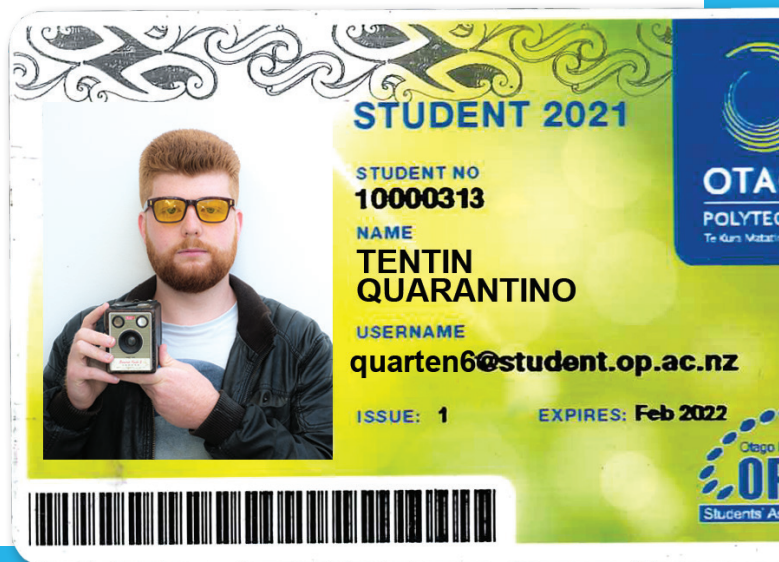 STUDENT 2021
OTA
POLYTEC
STUDENT NO
10000313
NAME
TENTIN
QUARANTINO
USERNAME
quarten6@student.op.ac.nz
ISSUE: 1 EXPIRES: Feb 2022
Otago
Students' As